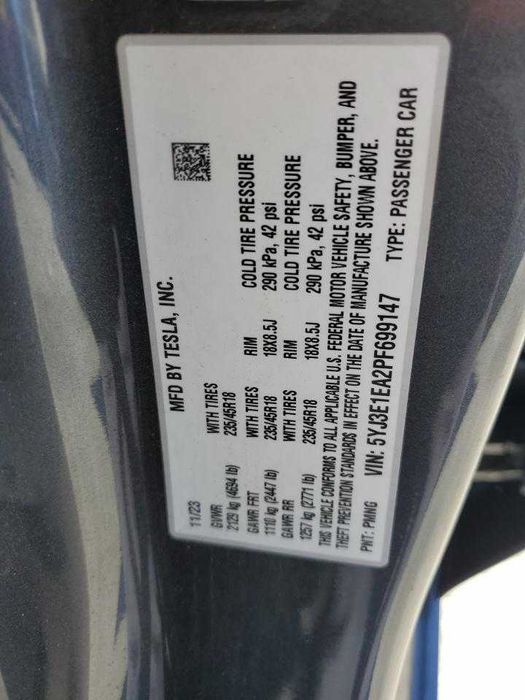 MFD BY TESLA, INC.
11/23
GVWR WITH TIRES RIM COLD TIRE PRESSURE
2129 kg (4694 lb) 235/45R18 18X8.5J 290 kPa, 42 psi
GAWR FRT WITH TIRES RIM COLD TIRE PRESSURE
1110 kg (2447 lb) 235/45R18 18X8.5J 290 kPa, 42 psi
GAWR RR
1257 kg (2771 lb)
THIS VEHICLE CONFORMS TO ALL APPLICABLE U.S. FEDERAL MOTOR VEHICLE SAFETY, BUMPER, AND
THEFT PREVENTION STANDARDS IN EFFECT ON THE DATE OF MANUFACTURE SHOWN ABOVE.
VIN: 5YJ3E1EA2PF699147 TYPE: PASSENGER CAR
PNT: PMNG